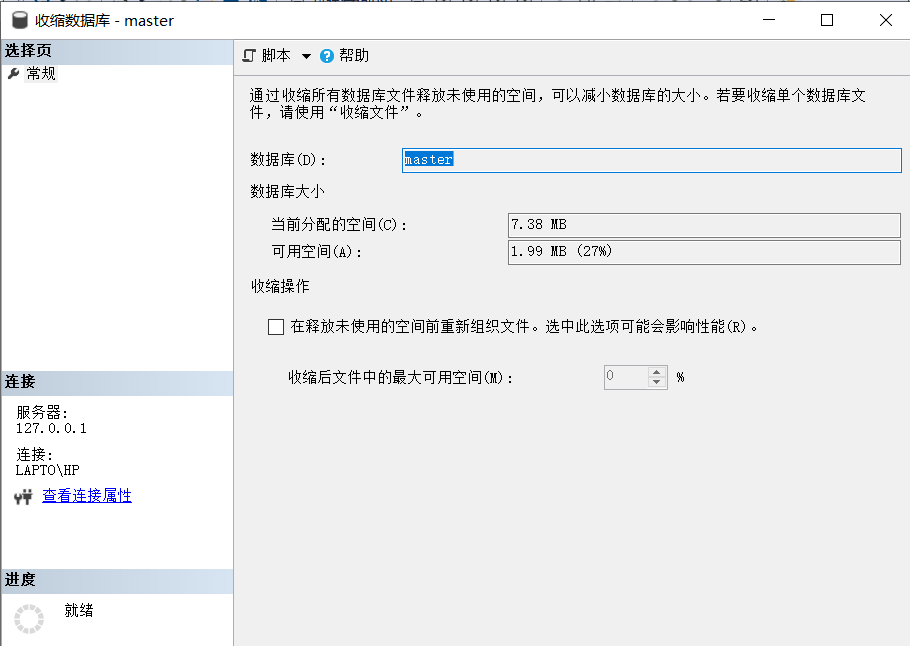 收缩数据库 - master
选择页
常规
脚本
帮助
通过收缩所有数据库文件释放未使用的空间，可以减小数据库的大小。若要收缩单个数据库文
件，请使用“收缩文件”。
数据库(D):
master
数据库大小
当前分配的空间(C):
7.38 MB
可用空间(A):
1.99 MB (27%)
收缩操作
在释放未使用的空间前重新组织文件。选中此选项可能会影响性能(R)。
收缩后文件中的最大可用空间(M):
0
%
连接
服务器:
127.0.0.1
连接:
LAPTO\HP
查看连接属性
进度
就绪